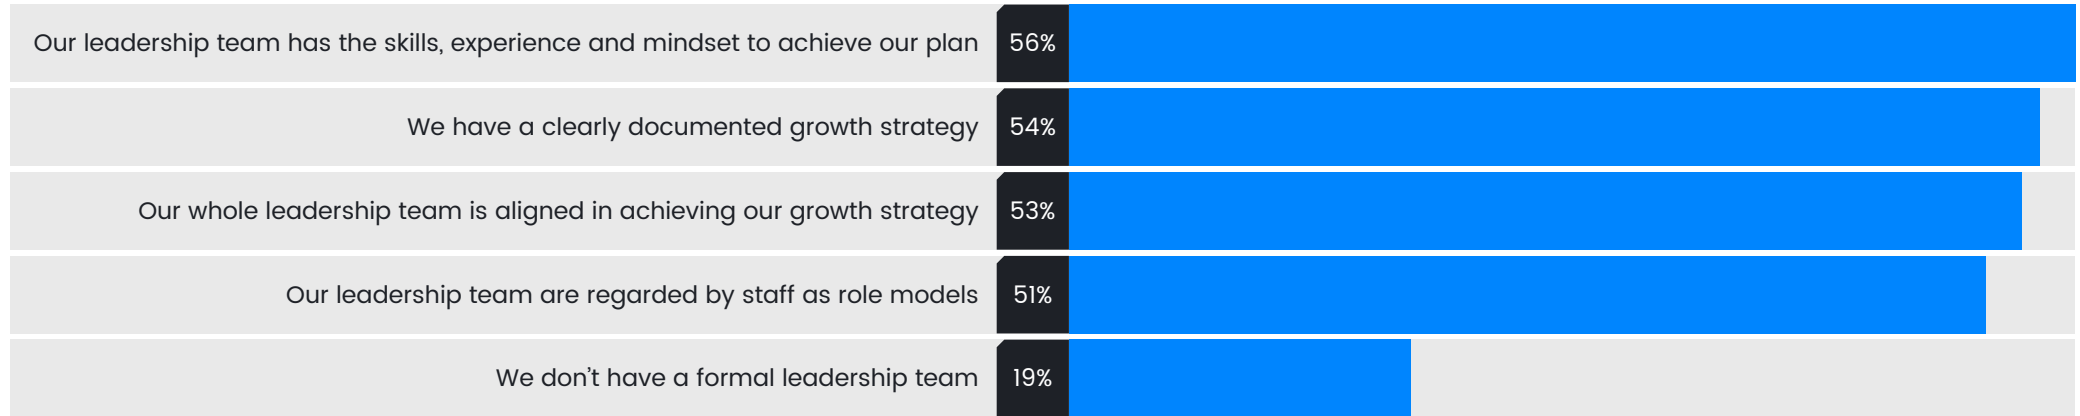 Our leadership team has the skills, experience and mindset to achieve our plan 56%
We have a clearly documented growth strategy 54%
Our whole leadership team is aligned in achieving our growth strategy 53%
Our leadership team are regarded by staff as role models 51%
We don’t have a formal leadership team 19%